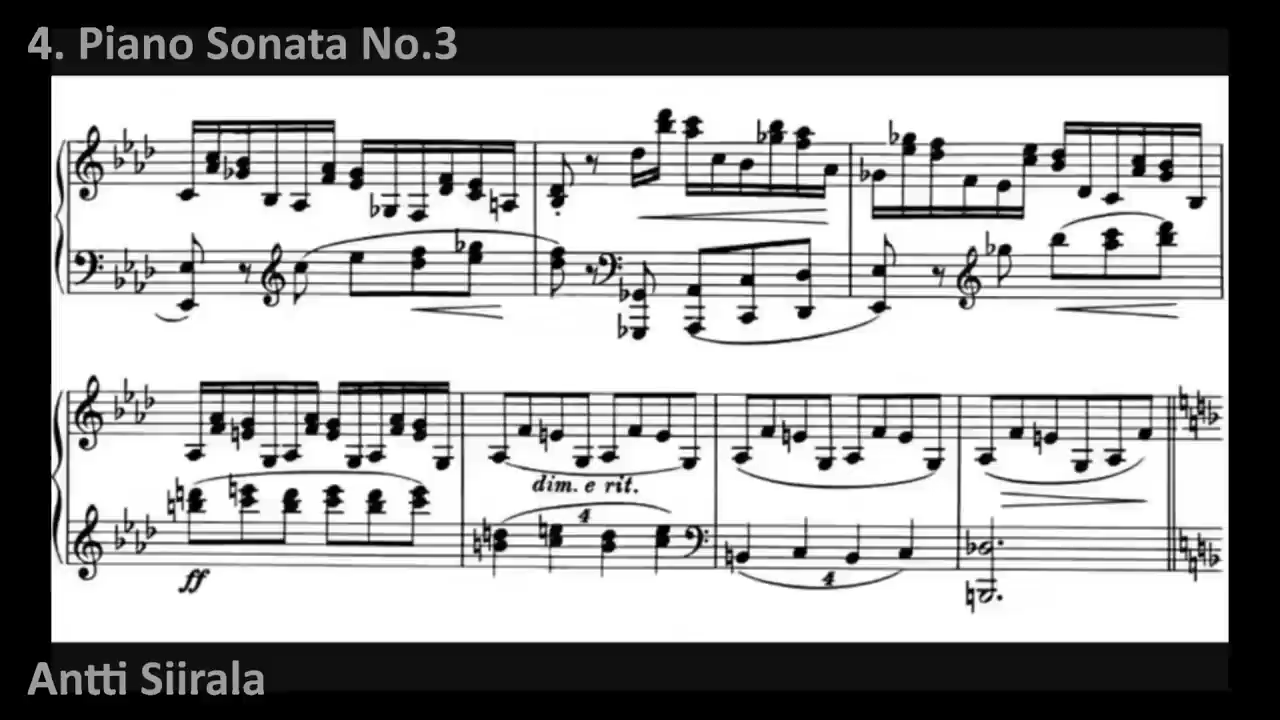 4. Piano Sonata No.3
ff
dim. e rit.
4
4
Antti Siirala